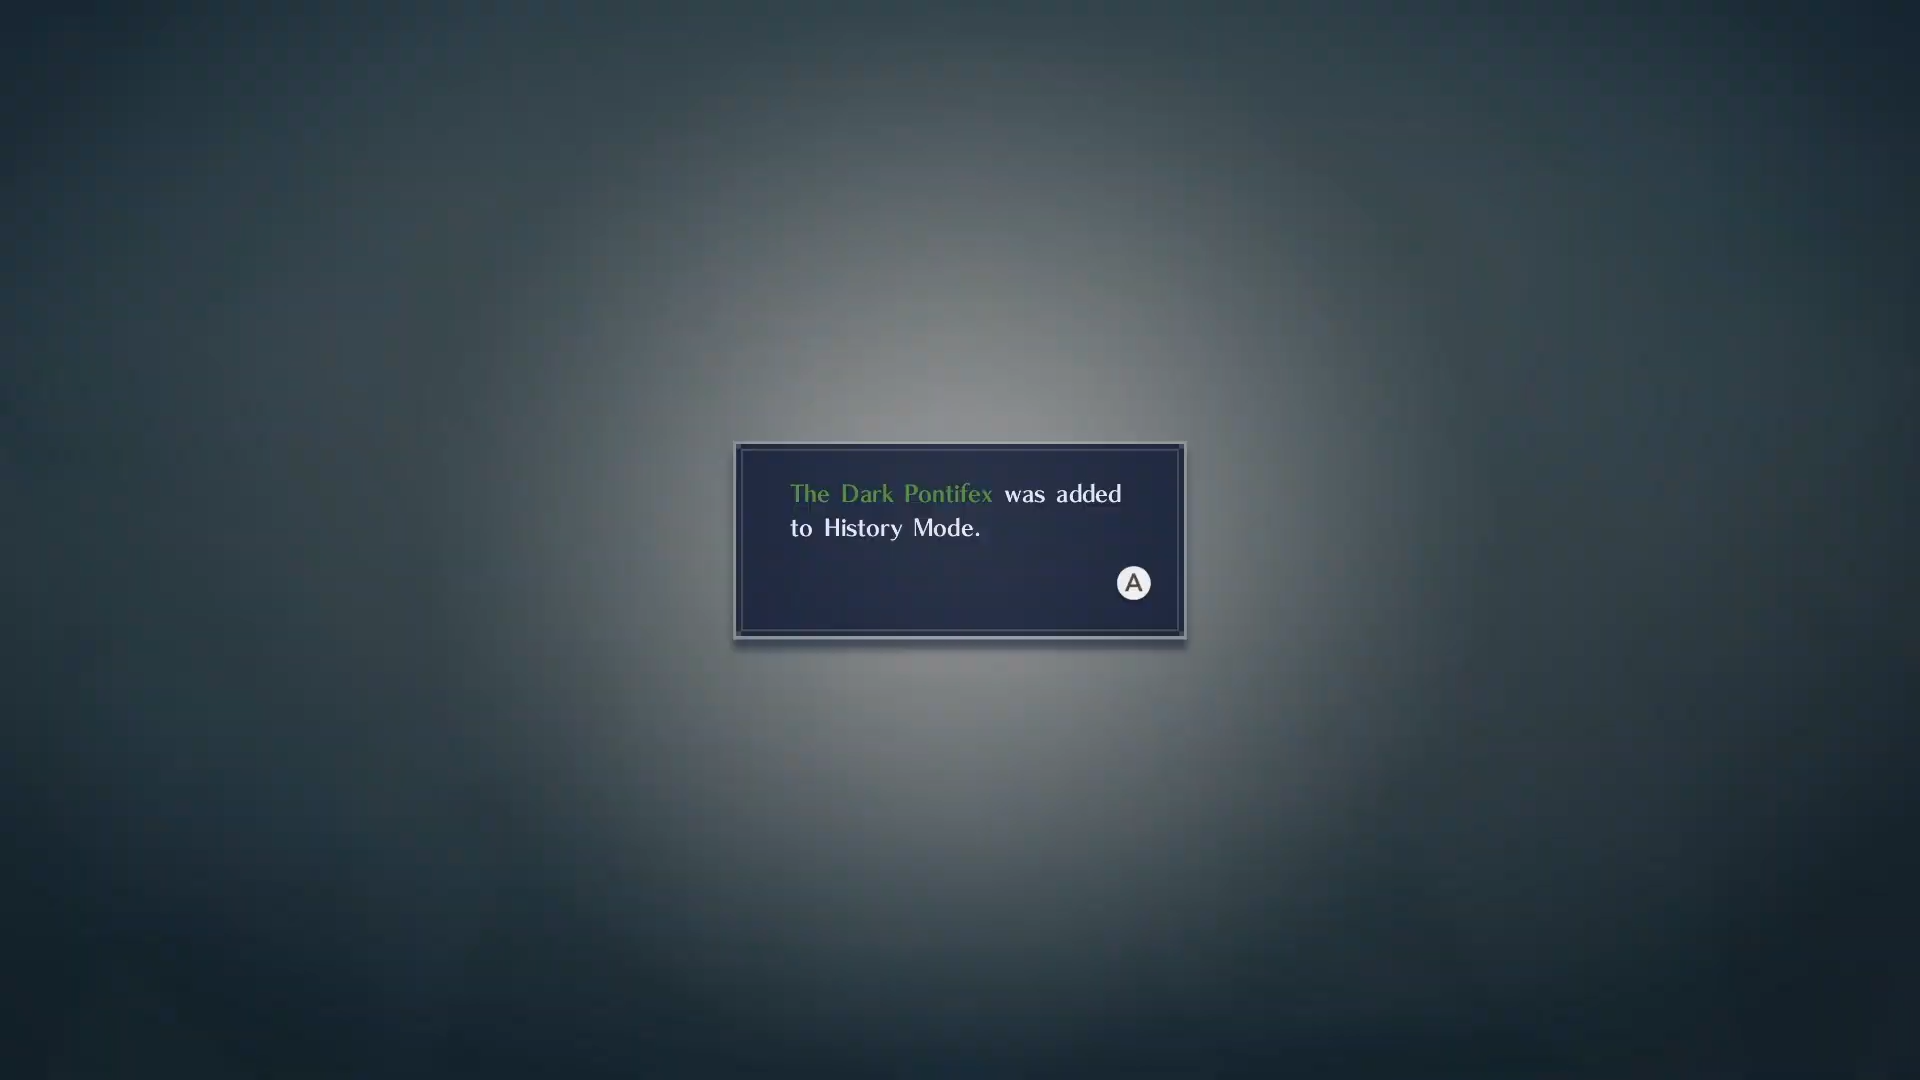 The Dark Pontifex was added
to History Mode.
A